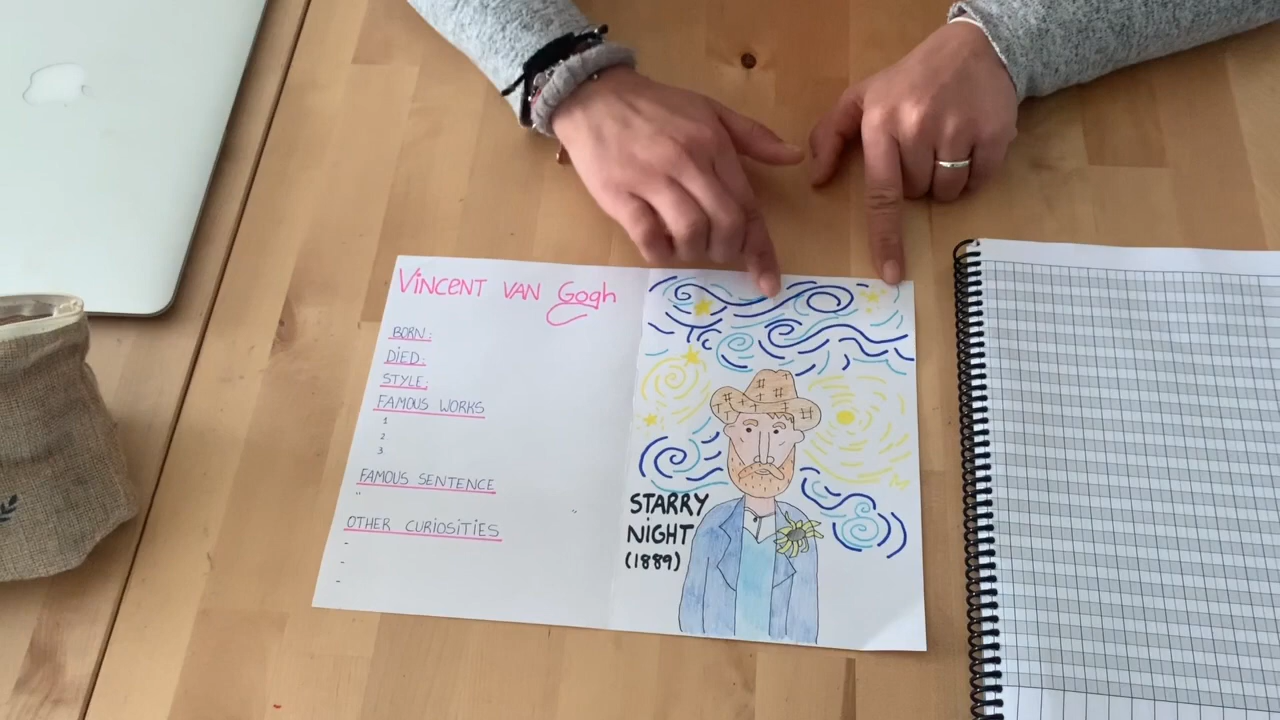 VINCENT VAN Gogh
BORN:
DIED:
STYLE:
FAMOUS WORKS
1
2
3
FAMOUS SENTENCE
" "
OTHER CURIOSITIES
-
-
-
STARRY
NIGHT
(1889)